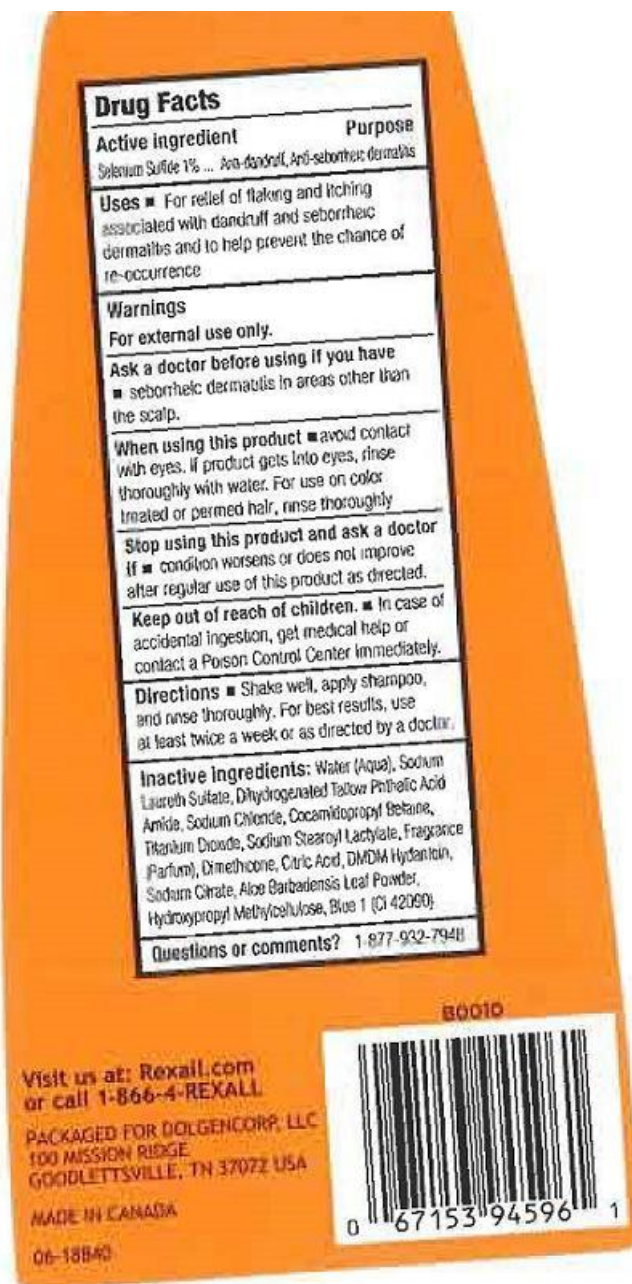 Drug Facts
Active ingredient Purpose
Selenium Sulfide 1% ... Anti-dandruff, Anti-seborrheic dermatitis
Uses ■ For relief of flaking and itching
associated with dandruff and seborrheic
dermatitis and to help prevent the chance of
re-occurrence
Warnings
For external use only.
Ask a doctor before using if you have
■ seborrheic dermatitis in areas other than
the scalp.
When using this product ■ avoid contact
with eyes. If product gets into eyes, rinse
thoroughly with water. For use on color
treated or permed hair, rinse thoroughly
Stop using this product and ask a doctor
if ■ condition worsens or does not improve
after regular use of this product as directed.
Keep out of reach of children. ■ In case of
accidental ingestion, get medical help or
contact a Poison Control Center immediately.
Directions ■ Shake well, apply shampoo,
and rinse thoroughly. For best results, use
at least twice a week or as directed by a doctor.
Inactive ingredients: Water (Aqua), Sodium
Laureth Sulfate, Dihydrogenated Tallow Phthalic Acid
Amide, Sodium Chloride, Cocamidopropyl Betaine,
Titanium Dioxide, Sodium Stearoyl Lactylate, Fragrance
(Parfum), Dimethicone, Citric Acid, DMDM Hydantoin,
Sodium Citrate, Aloe Barbadensis Leaf Powder,
Hydroxypropyl Methylcellulose, Blue 1 (CI 42090)
Questions or comments? 1-877-932-7948
B0010
Visit us at: Rexall.com
or call 1-866-4-REXALL
PACKAGED FOR DOLGENCORP, LLC
100 MISSION RIDGE
GOODLETTSVILLE, TN 37072 USA
MADE IN CANADA
06-18840
0 67153 94596 1